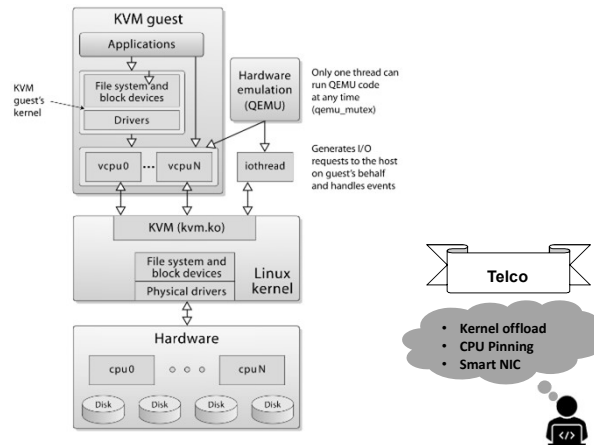 KVM guest
Applications
File system and
block devices
Drivers
KVM
guest's
kernel
vcpu0 ... vcpuN
Hardware
emulation
(QEMU)
Only one thread can
run QEMU code
at any time
(qemu_mutex)
iothread
Generates I/O
requests to the host
on guest's behalf
and handles events
KVM (kvm.ko)
File system and
block devices
Physical drivers
Linux
kernel
Hardware
cpu0
cpuN
Disk Disk Disk Disk
Telco
• Kernel offload
• CPU Pinning
• Smart NIC
</>